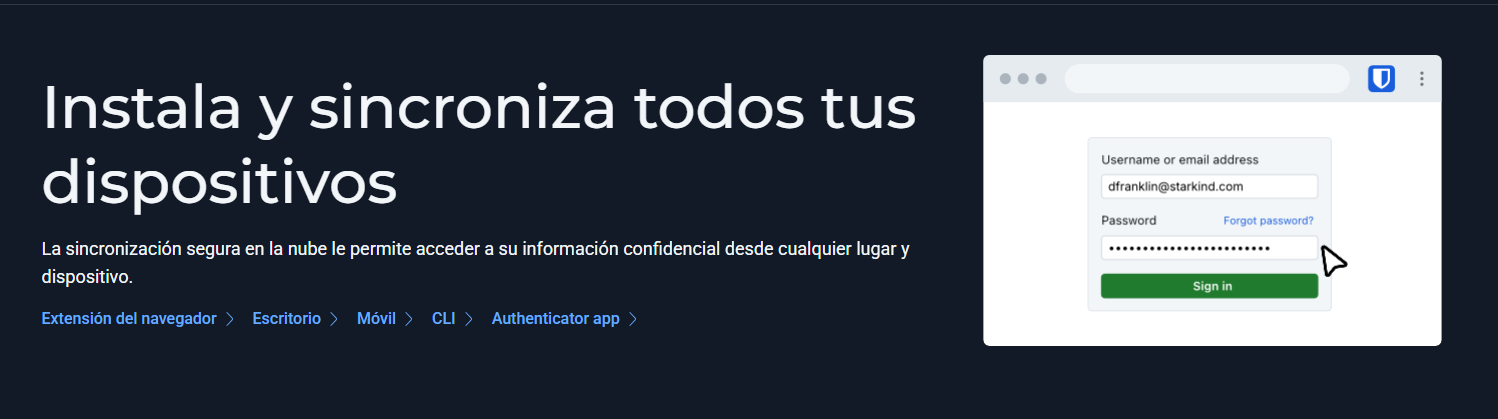 Instala y sincroniza todos tus
dispositivos
La sincronización segura en la nube le permite acceder a su información confidencial desde cualquier lugar y
dispositivo.
Extensión del navegador Escritorio Móvil CLI Authenticator app
Username or email address
dfranklin@starkind.com
Password Forgot password?
Sign in